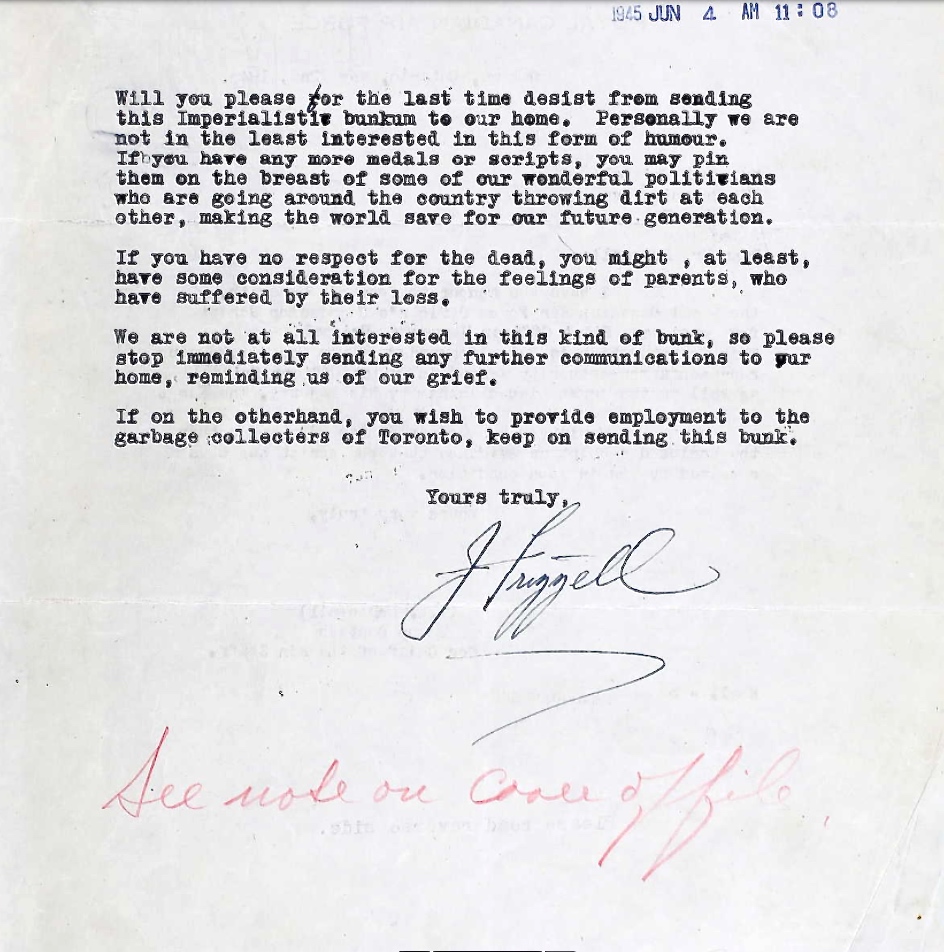 1945 JUN 4 AM 11:08
Will you please for the last time desist from sending
this Imperialistic bunkum to our home. Personally we are
not in the least interested in this form of humour.
If you have any more medals or scripts, you may pin
them on the breast of some of our wonderful politicians
who are going around the country throwing dirt at each
other, making the world save for our future generation.
If you have no respect for the dead, you might , at least,
have some consideration for the feelings of parents, who
have suffered by their loss.
We are not at all interested in this kind of bunk, so please
stop immediately sending any further communications to our
home, reminding us of our grief.
If on the otherhand, you wish to provide employment to the
garbage collecters of Toronto, keep on sending this bunk.
Yours truly,
J Frizzell
See note on cover of file
Please read reverse side.